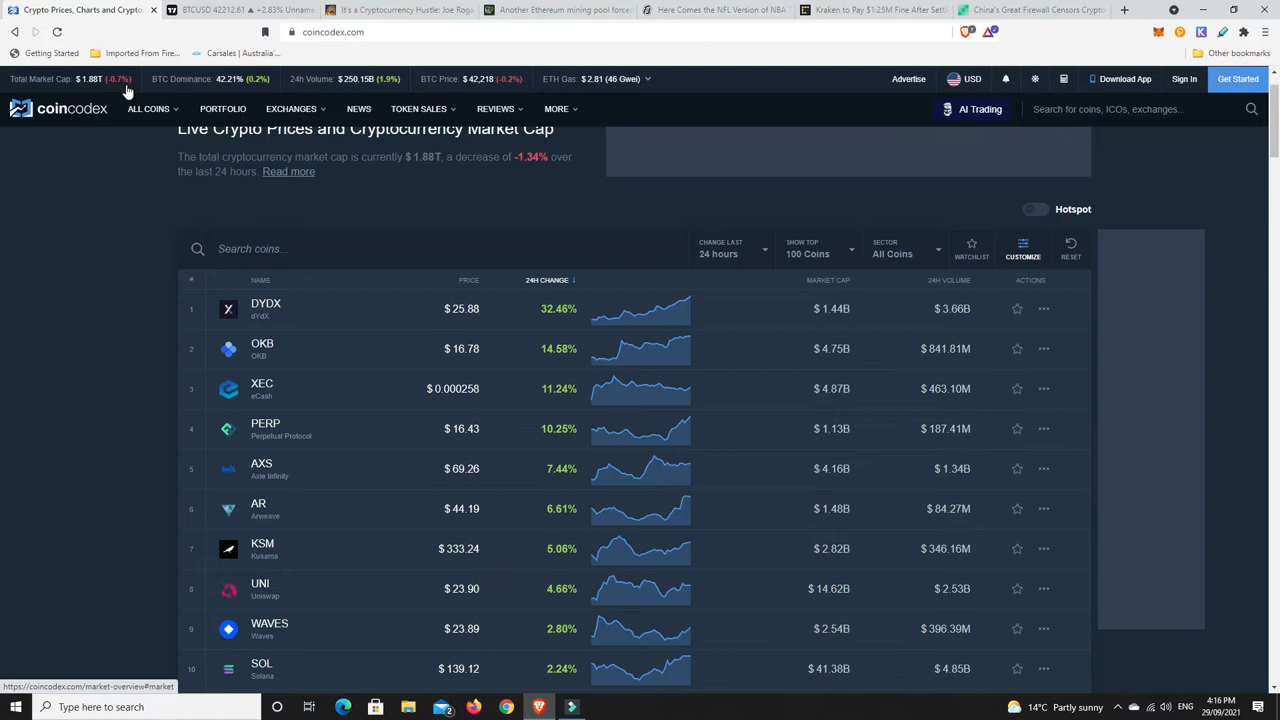 Crypto Prices, Charts and Cryptoc
BTCUSD 42212.61 ▲ +2.83% Unname
It's a Cryptocurrency Hustle: Joe Roga
Another Ethereum mining pool forced
Here Comes the NFL Version of NBA T
Kraken to Pay $1.25M Fine After Settl
China's Great Firewall Censors Crypto
coincodex.com
Getting Started
Imported From Fire...
Carsales | Australia'...
Other bookmarks
Total Market Cap: $ 1.88T (-0.7%)
BTC Dominance: 42.21% (0.2%)
24h Volume: $ 250.15B (1.9%)
BTC Price: $ 42,218 (-0.2%)
ETH Gas: $ 2.81 (46 Gwei)
Advertise
USD
Download App
Sign In
Get Started
coincodex
ALL COINS
PORTFOLIO
EXCHANGES
NEWS
TOKEN SALES
REVIEWS
MORE
AI Trading
Search for coins, ICOs, exchanges...
Live Crypto Prices and Cryptocurrency Market Cap
The total cryptocurrency market cap is currently $ 1.88T, a decrease of -1.34% over
the last 24 hours. Read more
Hotspot
Search coins...
CHANGE LAST
24 hours
SHOW TOP
100 Coins
SECTOR
All Coins
WATCHLIST
CUSTOMIZE
RESET
# NAME PRICE 24H CHANGE ↓ MARKET CAP 24H VOLUME ACTIONS
1 DYDX $ 25.88 32.46% $ 1.44B $ 3.66B
dYdX
2 OKB $ 16.78 14.58% $ 4.75B $ 841.81M
OKB
3 XEC $ 0.000258 11.24% $ 4.87B $ 463.10M
eCash
4 PERP $ 16.43 10.25% $ 1.13B $ 187.41M
Perpetual Protocol
5 AXS $ 69.26 7.44% $ 4.16B $ 1.34B
Axie Infinity
6 AR $ 44.19 6.61% $ 1.48B $ 84.27M
Arweave
7 KSM $ 333.24 5.06% $ 2.82B $ 346.16M
Kusama
8 UNI $ 23.90 4.66% $ 14.62B $ 2.53B
Uniswap
9 WAVES $ 23.89 2.80% $ 2.54B $ 396.39M
Waves
10 SOL $ 139.12 2.24% $ 41.38B $ 4.85B
Solana
https://coincodex.com/market-overview#market
Type here to search
2
14°C Partly sunny
ENG
4:16 PM
29/09/2021